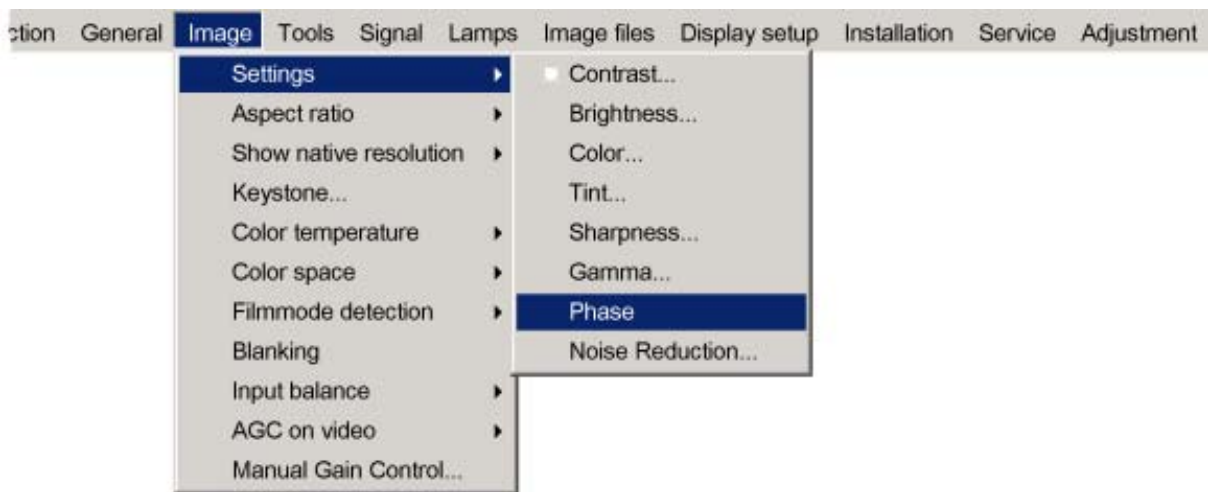 ction General Image Tools Signal Lamps Image files Display setup Installation Service Adjustment
Settings
Aspect ratio
Show native resolution
Keystone...
Color temperature
Color space
Filmmode detection
Blanking
Input balance
AGC on video
Manual Gain Control...
Contrast...
Brightness...
Color...
Tint...
Sharpness...
Gamma...
Phase
Noise Reduction...